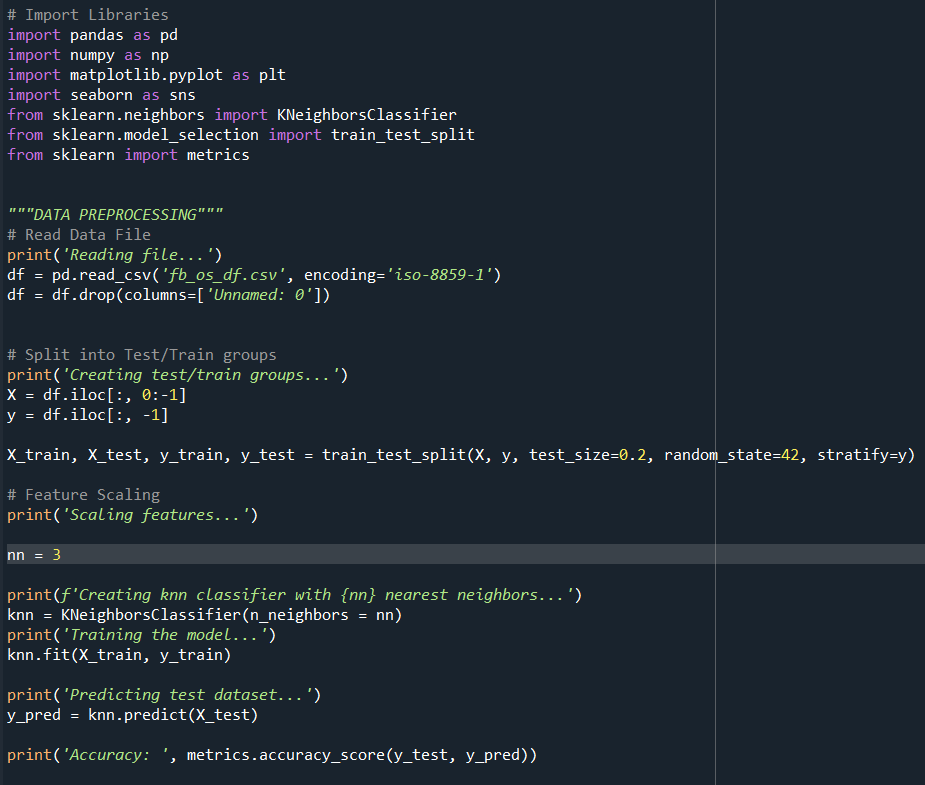 # Import Libraries
import pandas as pd
import numpy as np
import matplotlib.pyplot as plt
import seaborn as sns
from sklearn.neighbors import KNeighborsClassifier
from sklearn.model_selection import train_test_split
from sklearn import metrics
"""DATA PREPROCESSING"""
# Read Data File
print('Reading file...')
df = pd.read_csv('fb_os_df.csv', encoding='iso-8859-1')
df = df.drop(columns=['Unnamed: 0'])
# Split into Test/Train groups
print('Creating test/train groups...')
X = df.iloc[:, 0:-1]
y = df.iloc[:, -1]
X_train, X_test, y_train, y_test = train_test_split(X, y, test_size=0.2, random_state=42, stratify=y)
# Feature Scaling
print('Scaling features...')
nn = 3
print(f'Creating knn classifier with {nn} nearest neighbors...')
knn = KNeighborsClassifier(n_neighbors = nn)
print('Training the model...')
knn.fit(X_train, y_train)
print('Predicting test dataset...')
y_pred = knn.predict(X_test)
print('Accuracy: ', metrics.accuracy_score(y_test, y_pred))